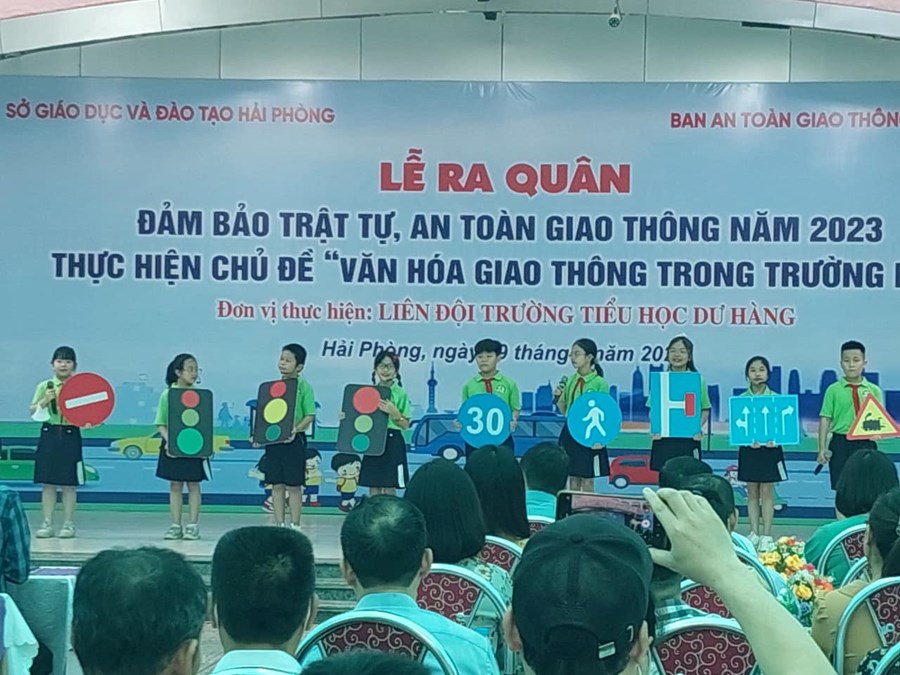 SỞ GIÁO DỤC VÀ ĐÀO TẠO HẢI PHÒNG
BAN AN TOÀN GIAO THÔNG
LỄ RA QUÂN
ĐẢM BẢO TRẬT TỰ, AN TOÀN GIAO THÔNG NĂM 2023
THỰC HIỆN CHỦ ĐỀ “VĂN HÓA GIAO THÔNG TRONG TRƯỜNG
Đơn vị thực hiện: LIÊN ĐỘI TRƯỜNG TIỂU HỌC DƯ HÀNG
Hải Phòng, ngày 9 tháng năm
30